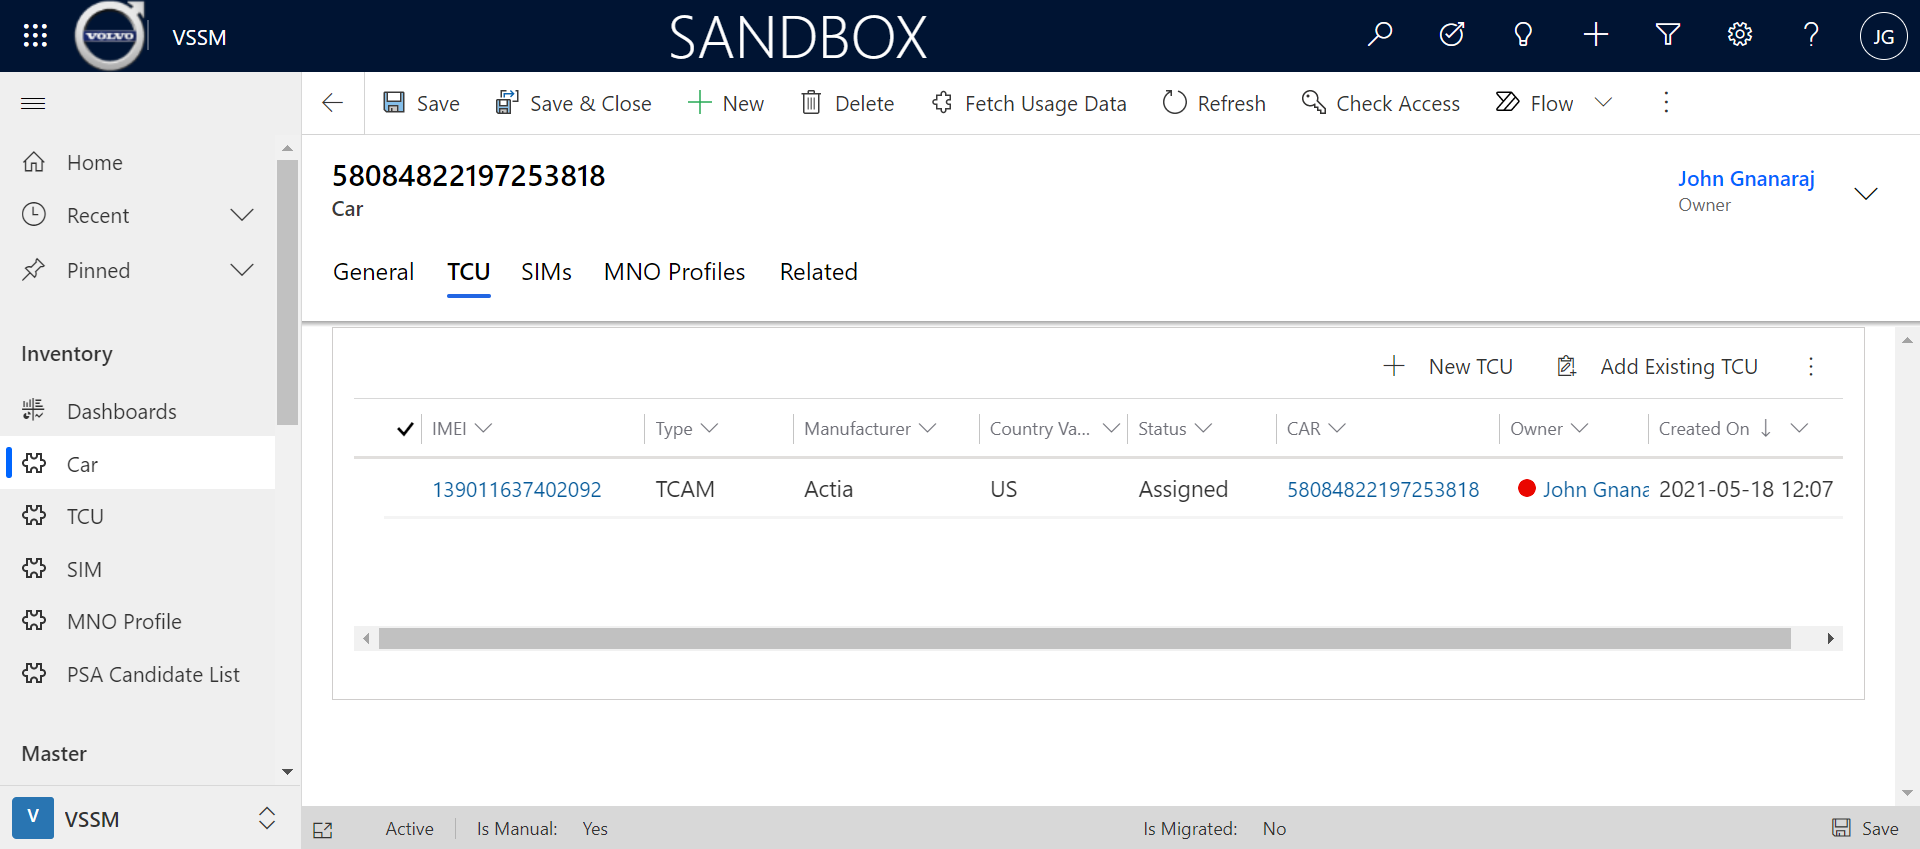 VOLVO
VSSM
SANDBOX
JG
Save
Save & Close
New
Delete
Fetch Usage Data
Refresh
Check Access
Flow
Home
Recent
Pinned
Inventory
Dashboards
Car
TCU
SIM
MNO Profile
PSA Candidate List
Master
V
VSSM
58084822197253818
Car
John Gnanaraj
Owner
General
TCU
SIMs
MNO Profiles
Related
New TCU
Add Existing TCU
IMEI
Type
Manufacturer
Country Va...
Status
CAR
Owner
Created On
139011637402092
TCAM
Actia
US
Assigned
58084822197253818
John Gnana
2021-05-18 12:07
Active
Is Manual:
Yes
Is Migrated:
No
Save